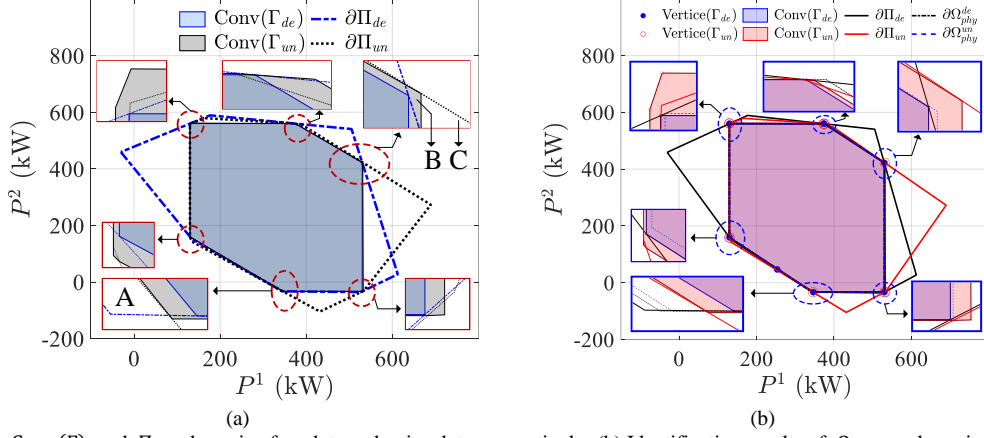 Conv(Γ_de) ∂Π_de
Conv(Γ_un) ∂Π_un
800
600
400
200
0
-200
P² (kW)
0 200 400 600
P¹ (kW)
A
B C
(a)
Vertice(Γ_de) Conv(Γ_de) ∂Π_de ∂Ω^de_phy
Vertice(Γ_un) Conv(Γ_un) ∂Π_un ∂Ω^un_phy
800
600
400
200
0
-200
P² (kW)
0 200 400 600
P¹ (kW)
(b)